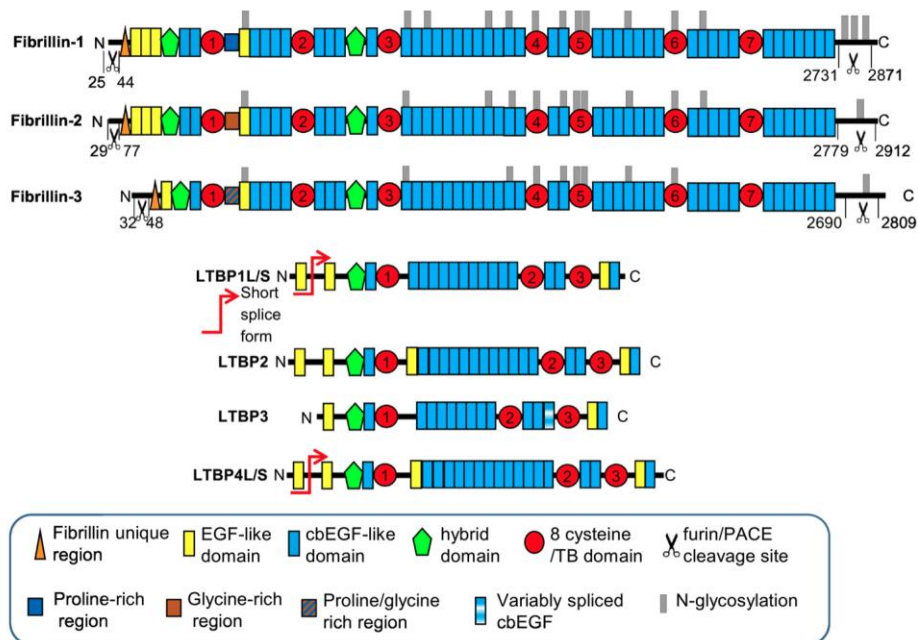 Fibrillin-1 N 1 2 3 4 5 6 7 C
25 44 2731 2871
Fibrillin-2 N 1 2 3 4 5 6 7 C
29 77 2779 2912
Fibrillin-3 N 1 2 3 4 5 6 7 C
32 48 2690 2809
LTBP1L/S N 1 2 3 C
Short
splice
form
LTBP2 N 1 2 3 C
LTBP3 N 1 2 3 C
LTBP4L/S N 1 2 3 C
Fibrillin unique
region
EGF-like
domain
cbEGF-like
domain
hybrid
domain
8 cysteine
/TB domain
furin/PACE
cleavage site
Proline-rich
region
Glycine-rich
region
Proline/glycine
rich region
Variably spliced
cbEGF
N-glycosylation